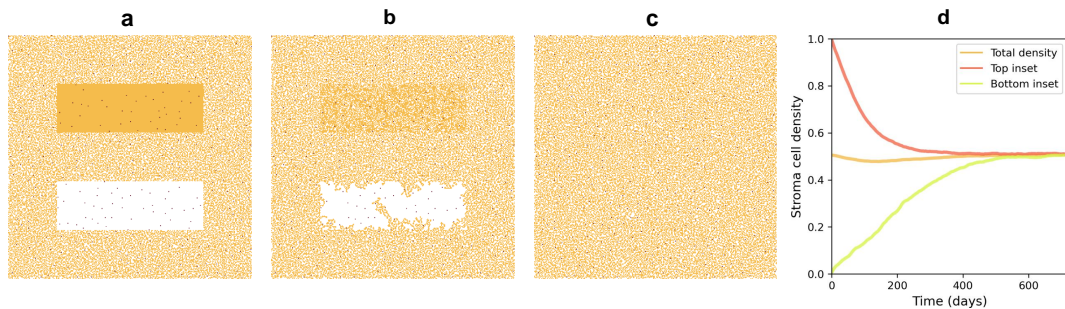 a
b
c
d
Total density
Top inset
Bottom inset
Stroma cell density
1.0
0.8
0.6
0.4
0.2
0.0
0
200
400
600
Time (days)